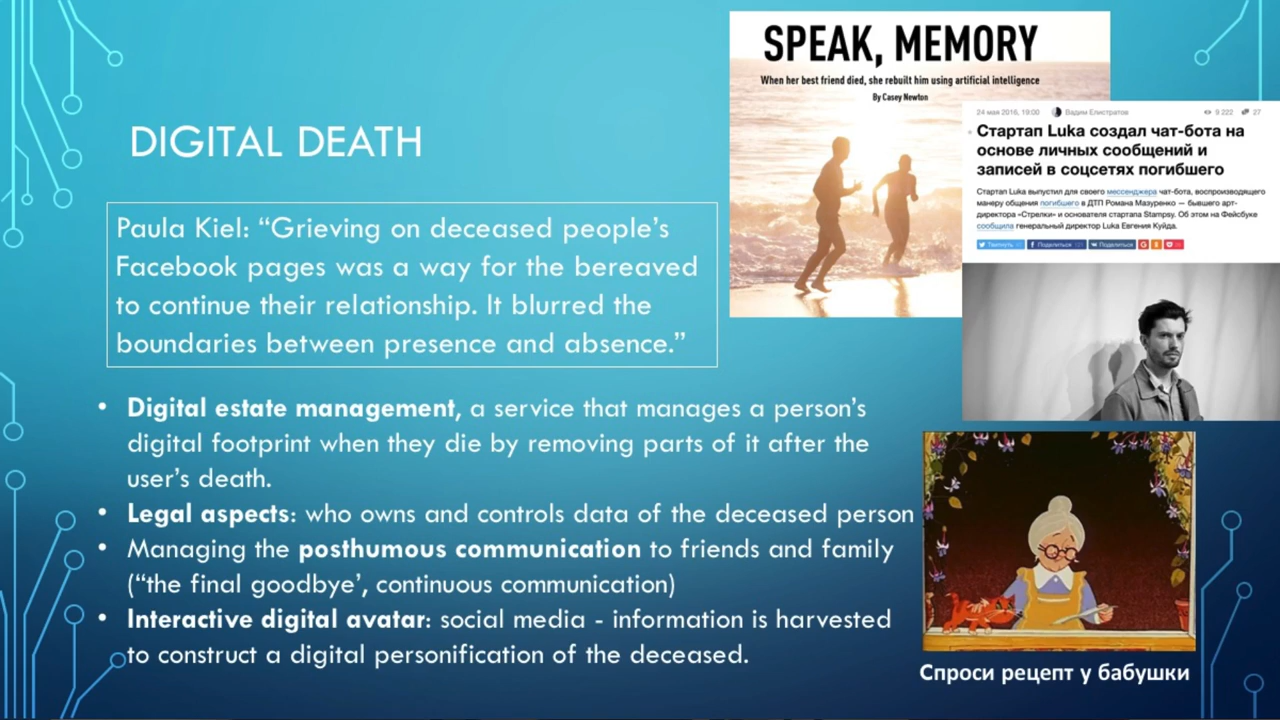 SPEAK, MEMORY
When her best friend died, she rebuilt him using artificial intelligence
By Casey Newton
24 мая 2016, 19:00 Вадим Елистратов 9 222 27
Стартап Luka создал чат-бота на
основе личных сообщений и
записей в соцсетях погибшего
Стартап Luka выпустил для своего мессенджера чат-бота, воспроизводящего
манеру общения погибшего в ДТП Романа Мазуренко — бывшего арт-
директора «Стрелки» и основателя стартапа Stampsy. Об этом на Фейсбуке
сообщила генеральный директор Luka Евгения Куйда.
Твитнуть Поделиться Поделиться
DIGITAL DEATH
Paula Kiel: “Grieving on deceased people’s
Facebook pages was a way for the bereaved
to continue their relationship. It blurred the
boundaries between presence and absence.”
• Digital estate management, a service that manages a person’s
digital footprint when they die by removing parts of it after the
user’s death.
• Legal aspects: who owns and controls data of the deceased person
• Managing the posthumous communication to friends and family
(“the final goodbye’, continuous communication)
• Interactive digital avatar: social media - information is harvested
to construct a digital personification of the deceased.
Спроси рецепт у бабушки